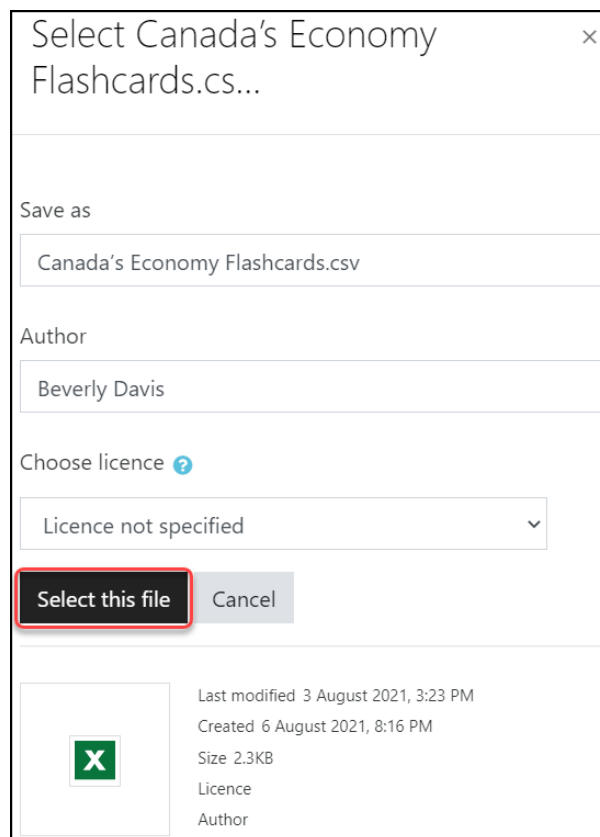 Select Canada’s Economy
Flashcards.cs...
×
Save as
Canada’s Economy Flashcards.csv
Author
Beverly Davis
Choose licence ?
Licence not specified
Select this file Cancel
Last modified 3 August 2021, 3:23 PM
Created 6 August 2021, 8:16 PM
Size 2.3KB
Licence
Author
X